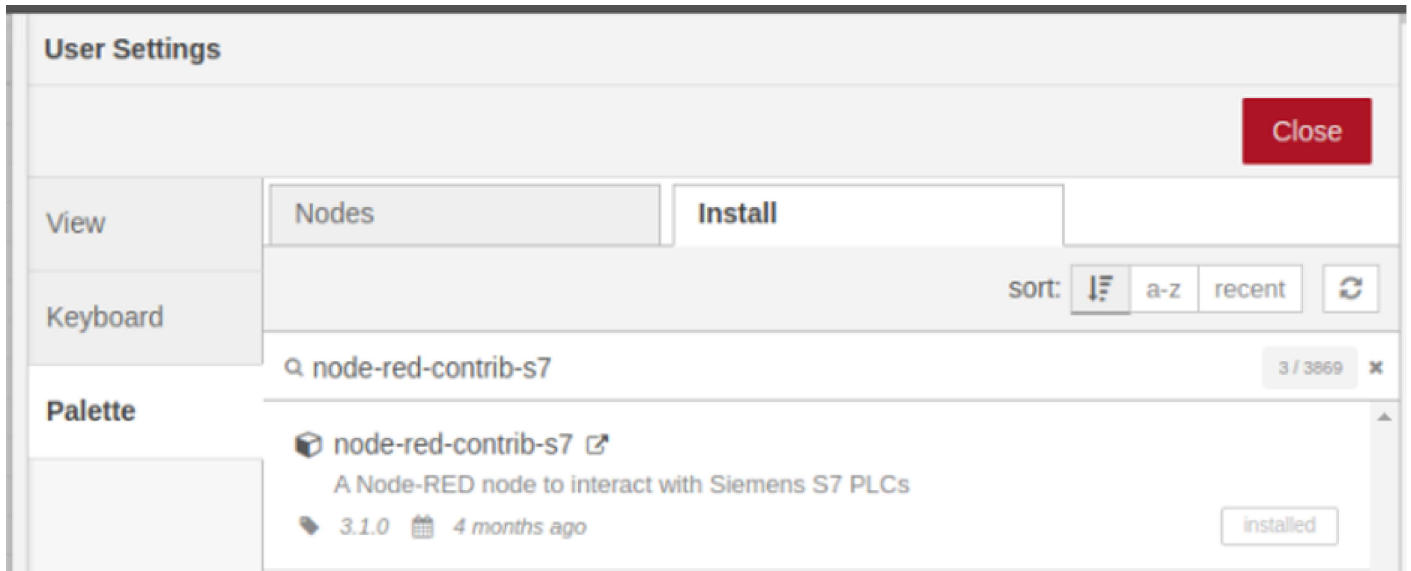 User Settings
Close
View
Keyboard
Palette
Nodes
Install
sort: a-z recent
node-red-contrib-s7
3 / 3869
node-red-contrib-s7
A Node-RED node to interact with Siemens S7 PLCs
3.1.0 4 months ago
installed